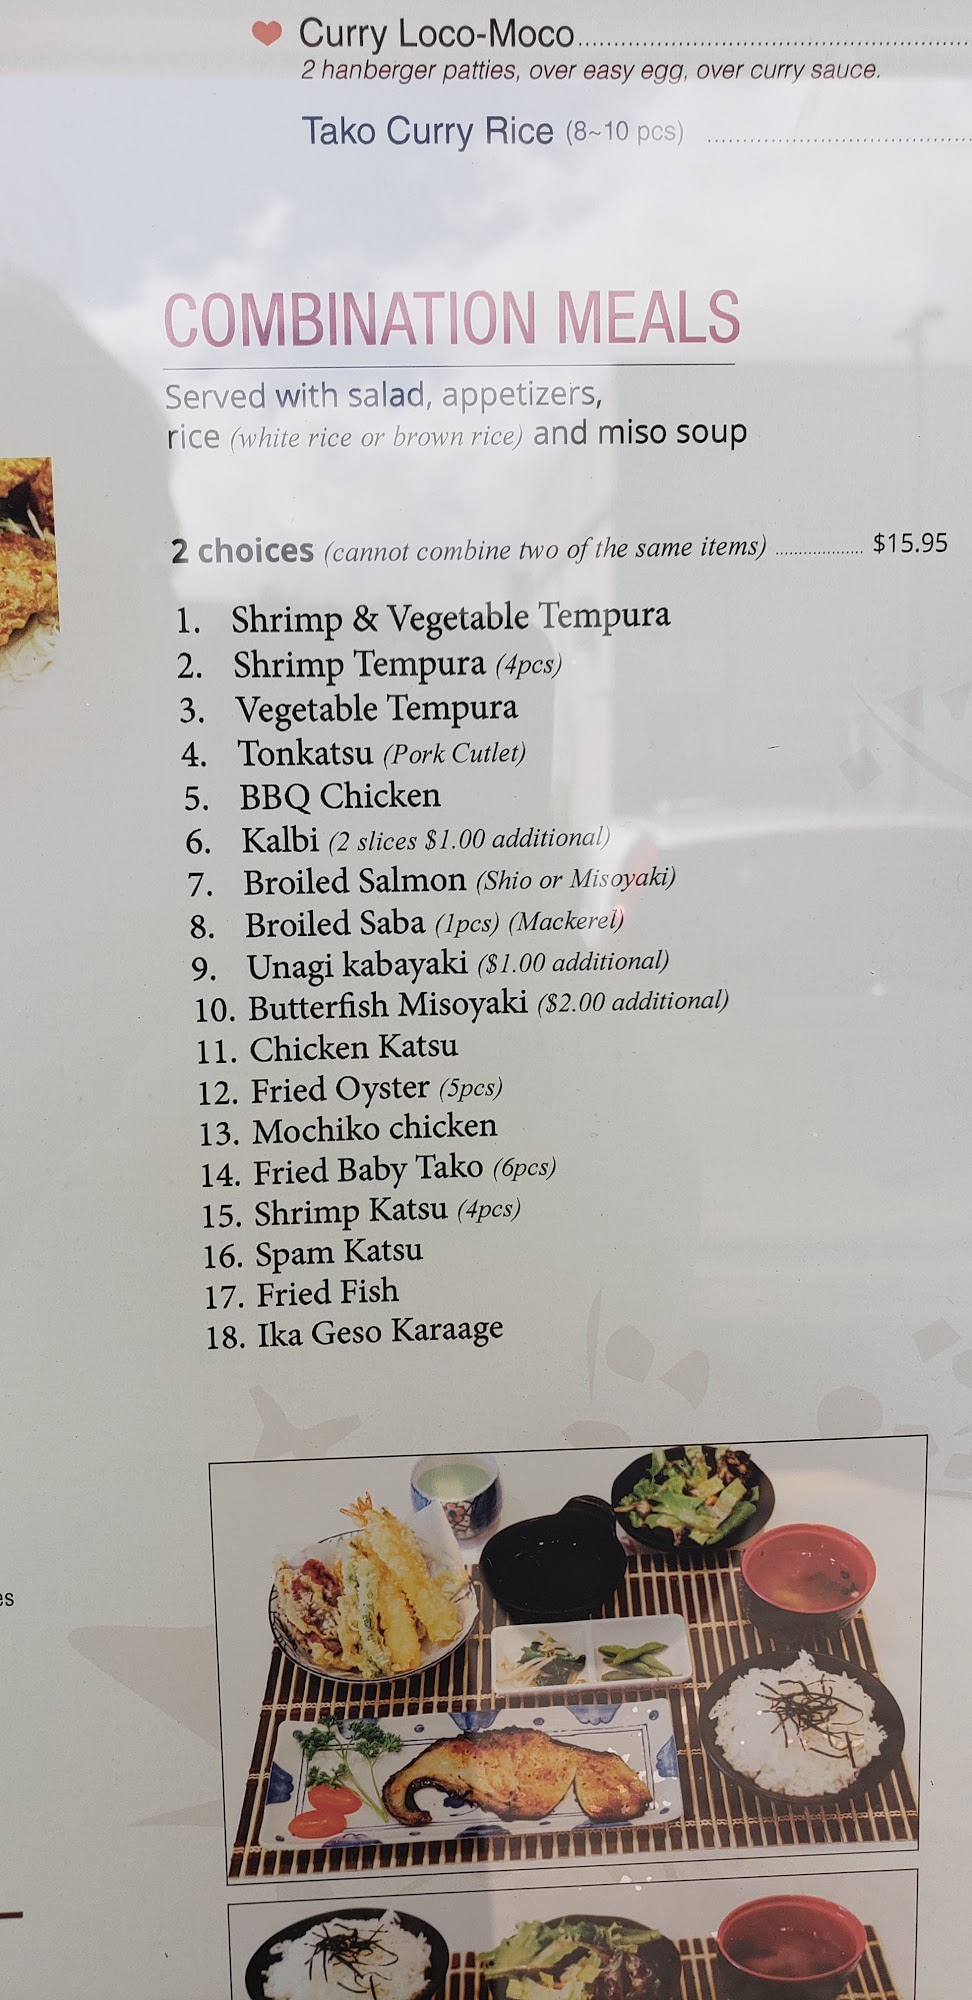 Curry Loco-Moco
2 hanberger patties, over easy egg, over curry sauce.
Tako Curry Rice (8~10 pcs)
COMBINATION MEALS
Served with salad, appetizers,
rice (white rice or brown rice) and miso soup
2 choices (cannot combine two of the same items) .................. $15.95
1. Shrimp & Vegetable Tempura
2. Shrimp Tempura (4pcs)
3. Vegetable Tempura
4. Tonkatsu (Pork Cutlet)
5. BBQ Chicken
6. Kalbi (2 slices $1.00 additional)
7. Broiled Salmon (Shio or Misoyaki)
8. Broiled Saba (1pcs) (Mackerel)
9. Unagi kabayaki ($1.00 additional)
10. Butterfish Misoyaki ($2.00 additional)
11. Chicken Katsu
12. Fried Oyster (5pcs)
13. Mochiko chicken
14. Fried Baby Tako (6pcs)
15. Shrimp Katsu (4pcs)
16. Spam Katsu
17. Fried Fish
18. Ika Geso Karaage